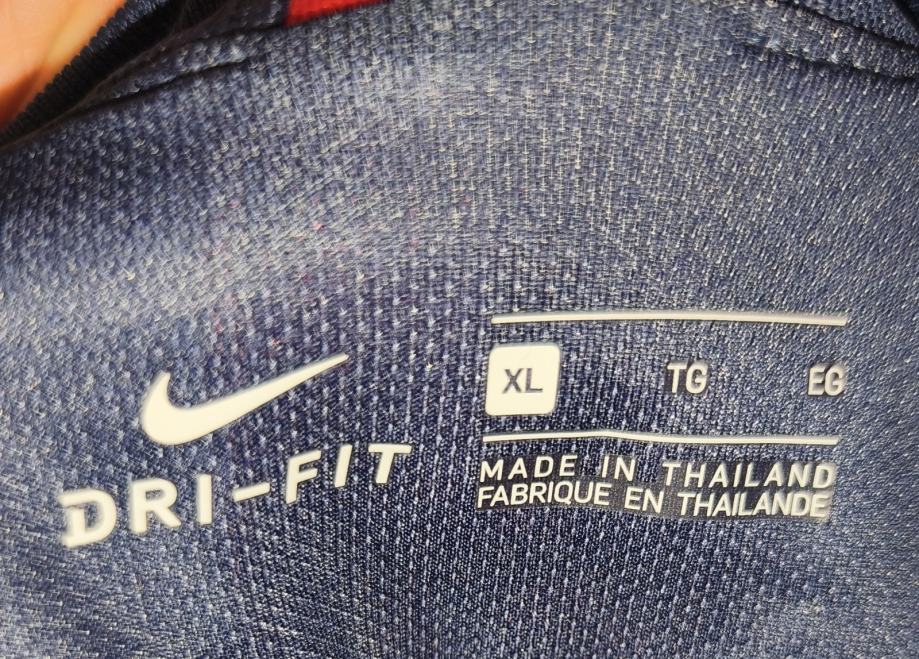 DRI-FIT
XL TG EG
MADE IN THAILAND
FABRIQUE EN THAILANDE